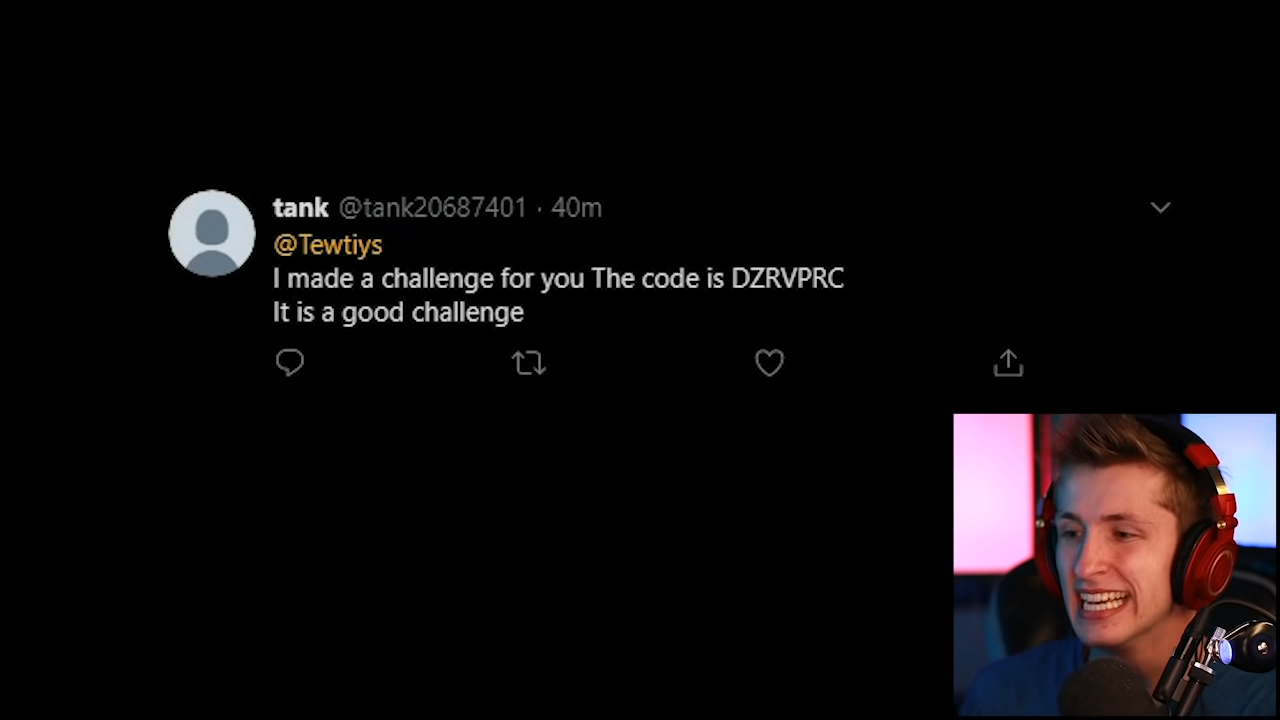 tank @tank20687401 · 40m
@Tewtiys
I made a challenge for you The code is DZRVPRC
It is a good challenge